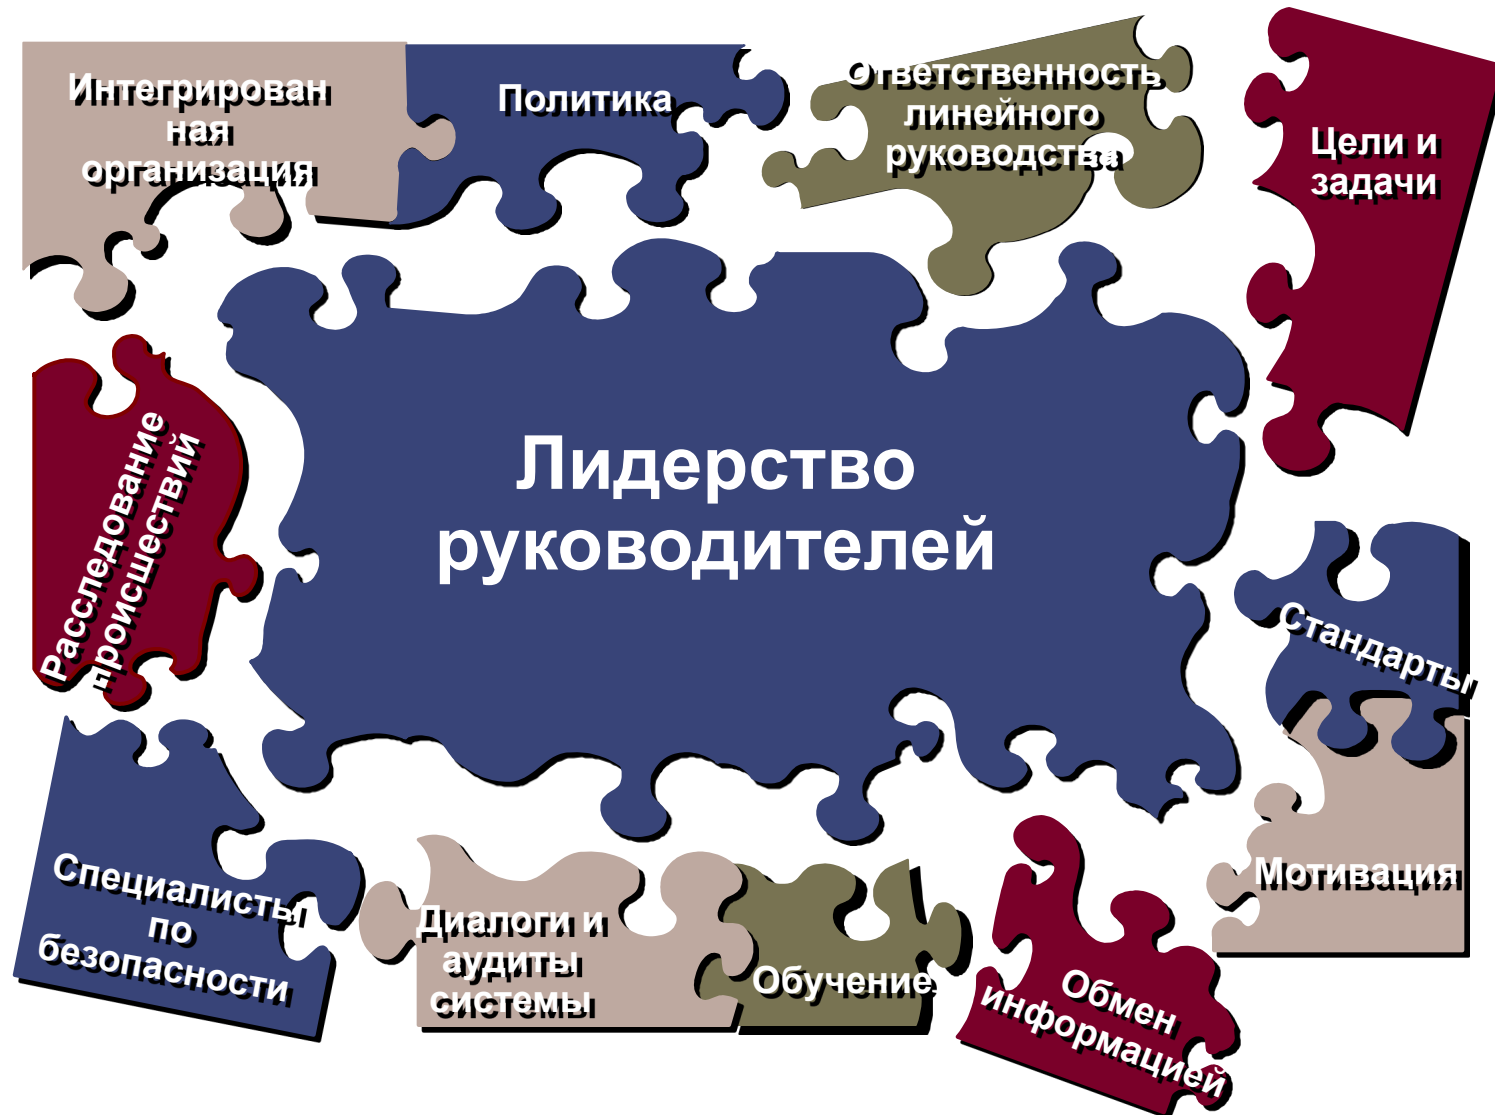 Интегрирован
ная
организация
Политика
Ответственность
линейного
руководства
Цели и
задачи
Лидерство
руководителей
Расследование
происшествий
Стандарты
Мотивация
Специалисты
по
безопасности
Диалоги и
аудиты
системы
Обучение
Обмен
информацией